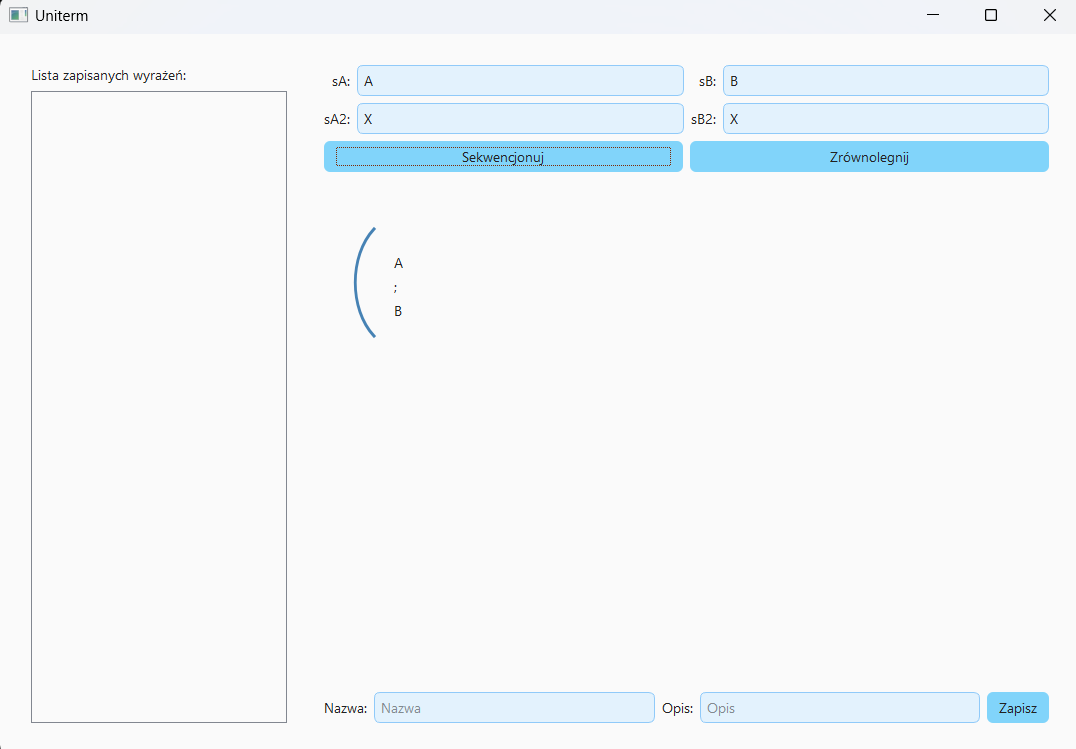 Uniterm
Lista zapisanych wyrażeń:
sA: A sB: B
sA2: X sB2: X
Sekwencjonuj Zrównolegnij
A
;
B
Nazwa: Nazwa Opis: Opis Zapisz